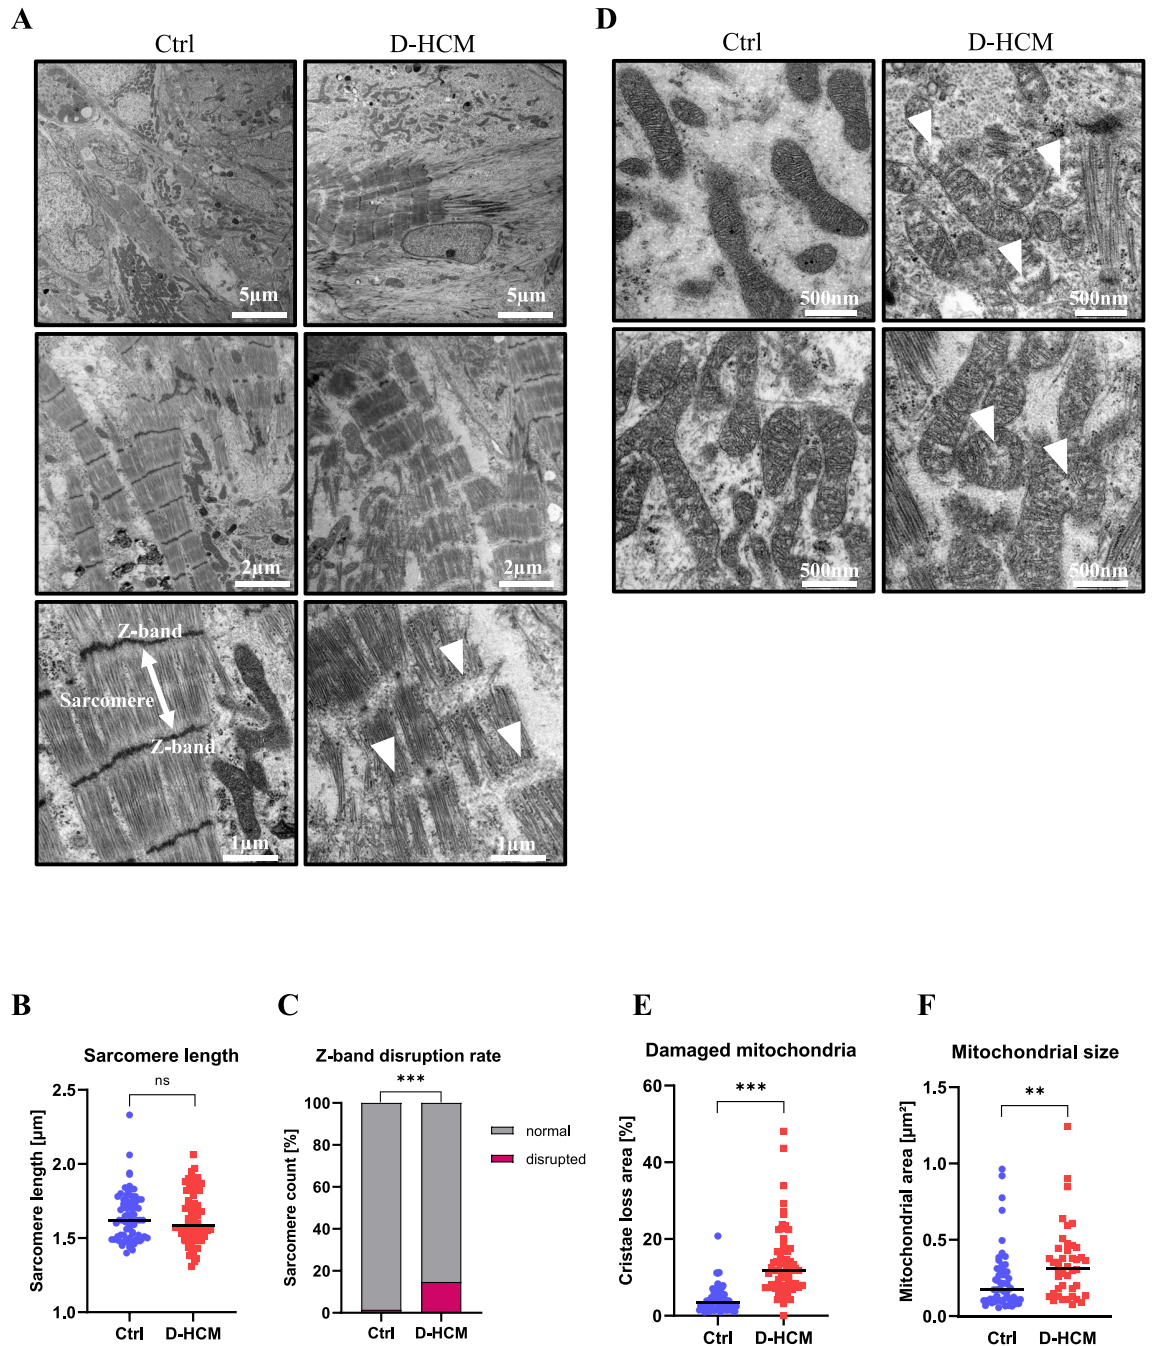 A
Ctrl
D-HCM
5µm
5µm
2µm
2µm
Z-band
Sarcomere
Z-band
1µm
1µm
D
Ctrl
D-HCM
500nm
500nm
500nm
500nm
B
Sarcomere length
ns
Sarcomere length [µm]
2.5
2.0
1.5
1.0
Ctrl
D-HCM
C
Z-band disruption rate
***
Sarcomere count [%]
100
80
60
40
20
0
Ctrl
D-HCM
normal
disrupted
E
Damaged mitochondria
***
Cristae loss area [%]
60
40
20
0
Ctrl
D-HCM
F
Mitochondrial size
**
Mitochondrial area [µm²]
1.5
1.0
0.5
0.0
Ctrl
D-HCM